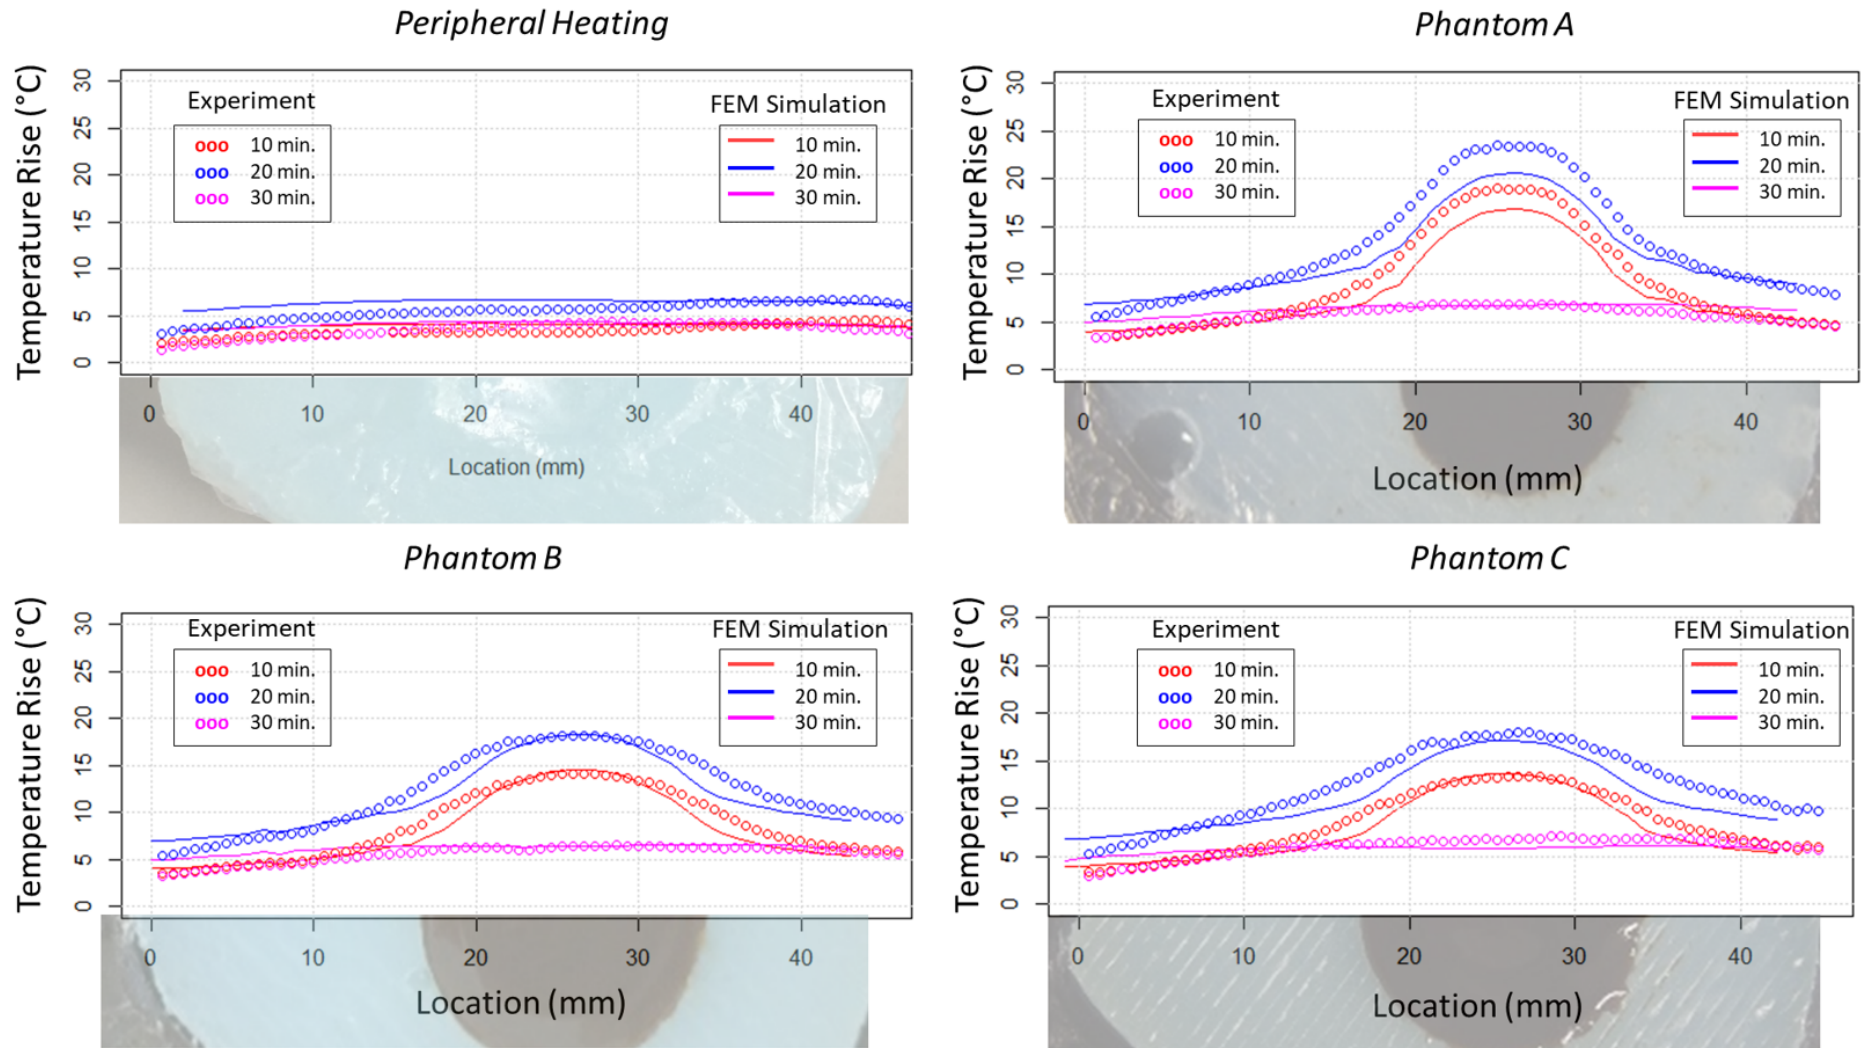 Peripheral Heating
Temperature Rise (°C)
30
25
20
15
10
5
0
Experiment
ooo 10 min.
ooo 20 min.
ooo 30 min.
FEM Simulation
10 min.
20 min.
30 min.
0 10 20 30 40
Location (mm)
Phantom A
Temperature Rise (°C)
30
25
20
15
10
5
0
Experiment
ooo 10 min.
ooo 20 min.
ooo 30 min.
FEM Simulation
10 min.
20 min.
30 min.
0 10 20 30 40
Location (mm)
Phantom B
Temperature Rise (°C)
30
25
20
15
10
5
0
Experiment
ooo 10 min.
ooo 20 min.
ooo 30 min.
FEM Simulation
10 min.
20 min.
30 min.
0 10 20 30 40
Location (mm)
Phantom C
Temperature Rise (°C)
30
25
20
15
10
5
0
Experiment
ooo 10 min.
ooo 20 min.
ooo 30 min.
FEM Simulation
10 min.
20 min.
30 min.
0 10 20 30 40
Location (mm)